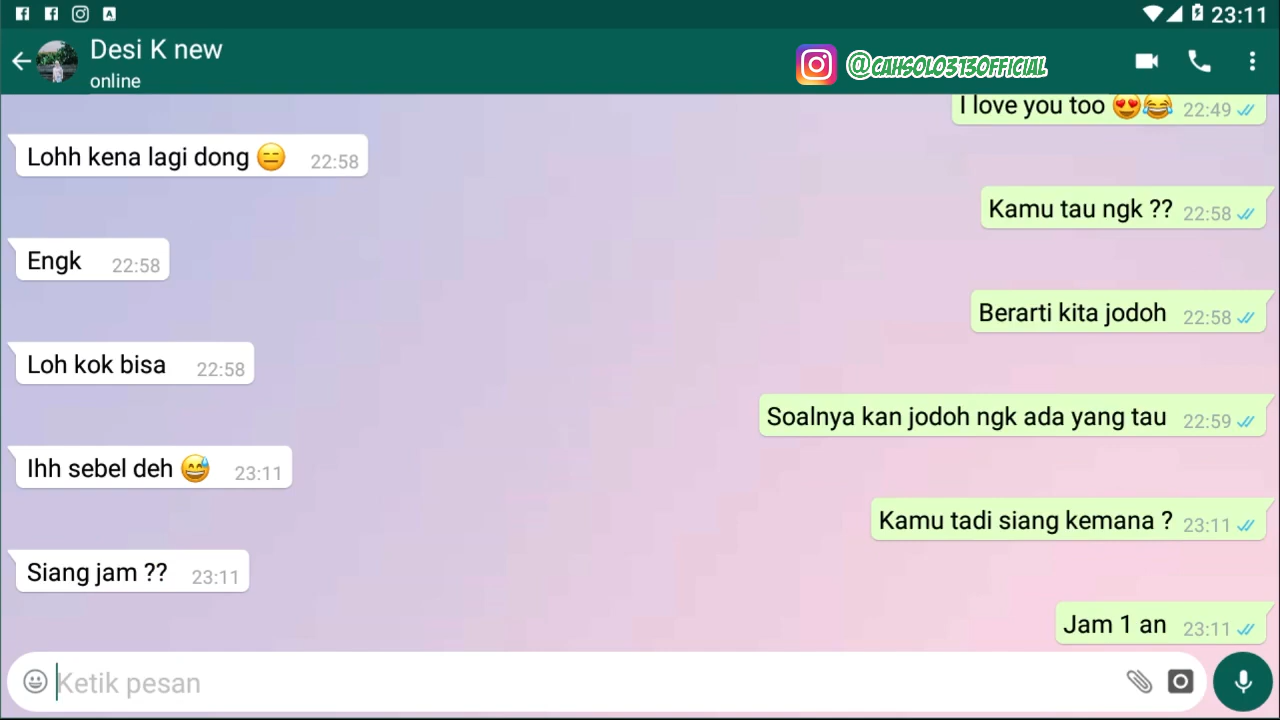 23:11
Desi K new
online
@CAHSOLO313OFFICIAL
I love you too 😍😂 22:49
Lohh kena lagi dong 😑 22:58
Kamu tau ngk ?? 22:58
Engk 22:58
Berarti kita jodoh 22:58
Loh kok bisa 22:58
Soalnya kan jodoh ngk ada yang tau 22:59
Ihh sebel deh 😅 23:11
Kamu tadi siang kemana ? 23:11
Siang jam ?? 23:11
Jam 1 an 23:11
Ketik pesan